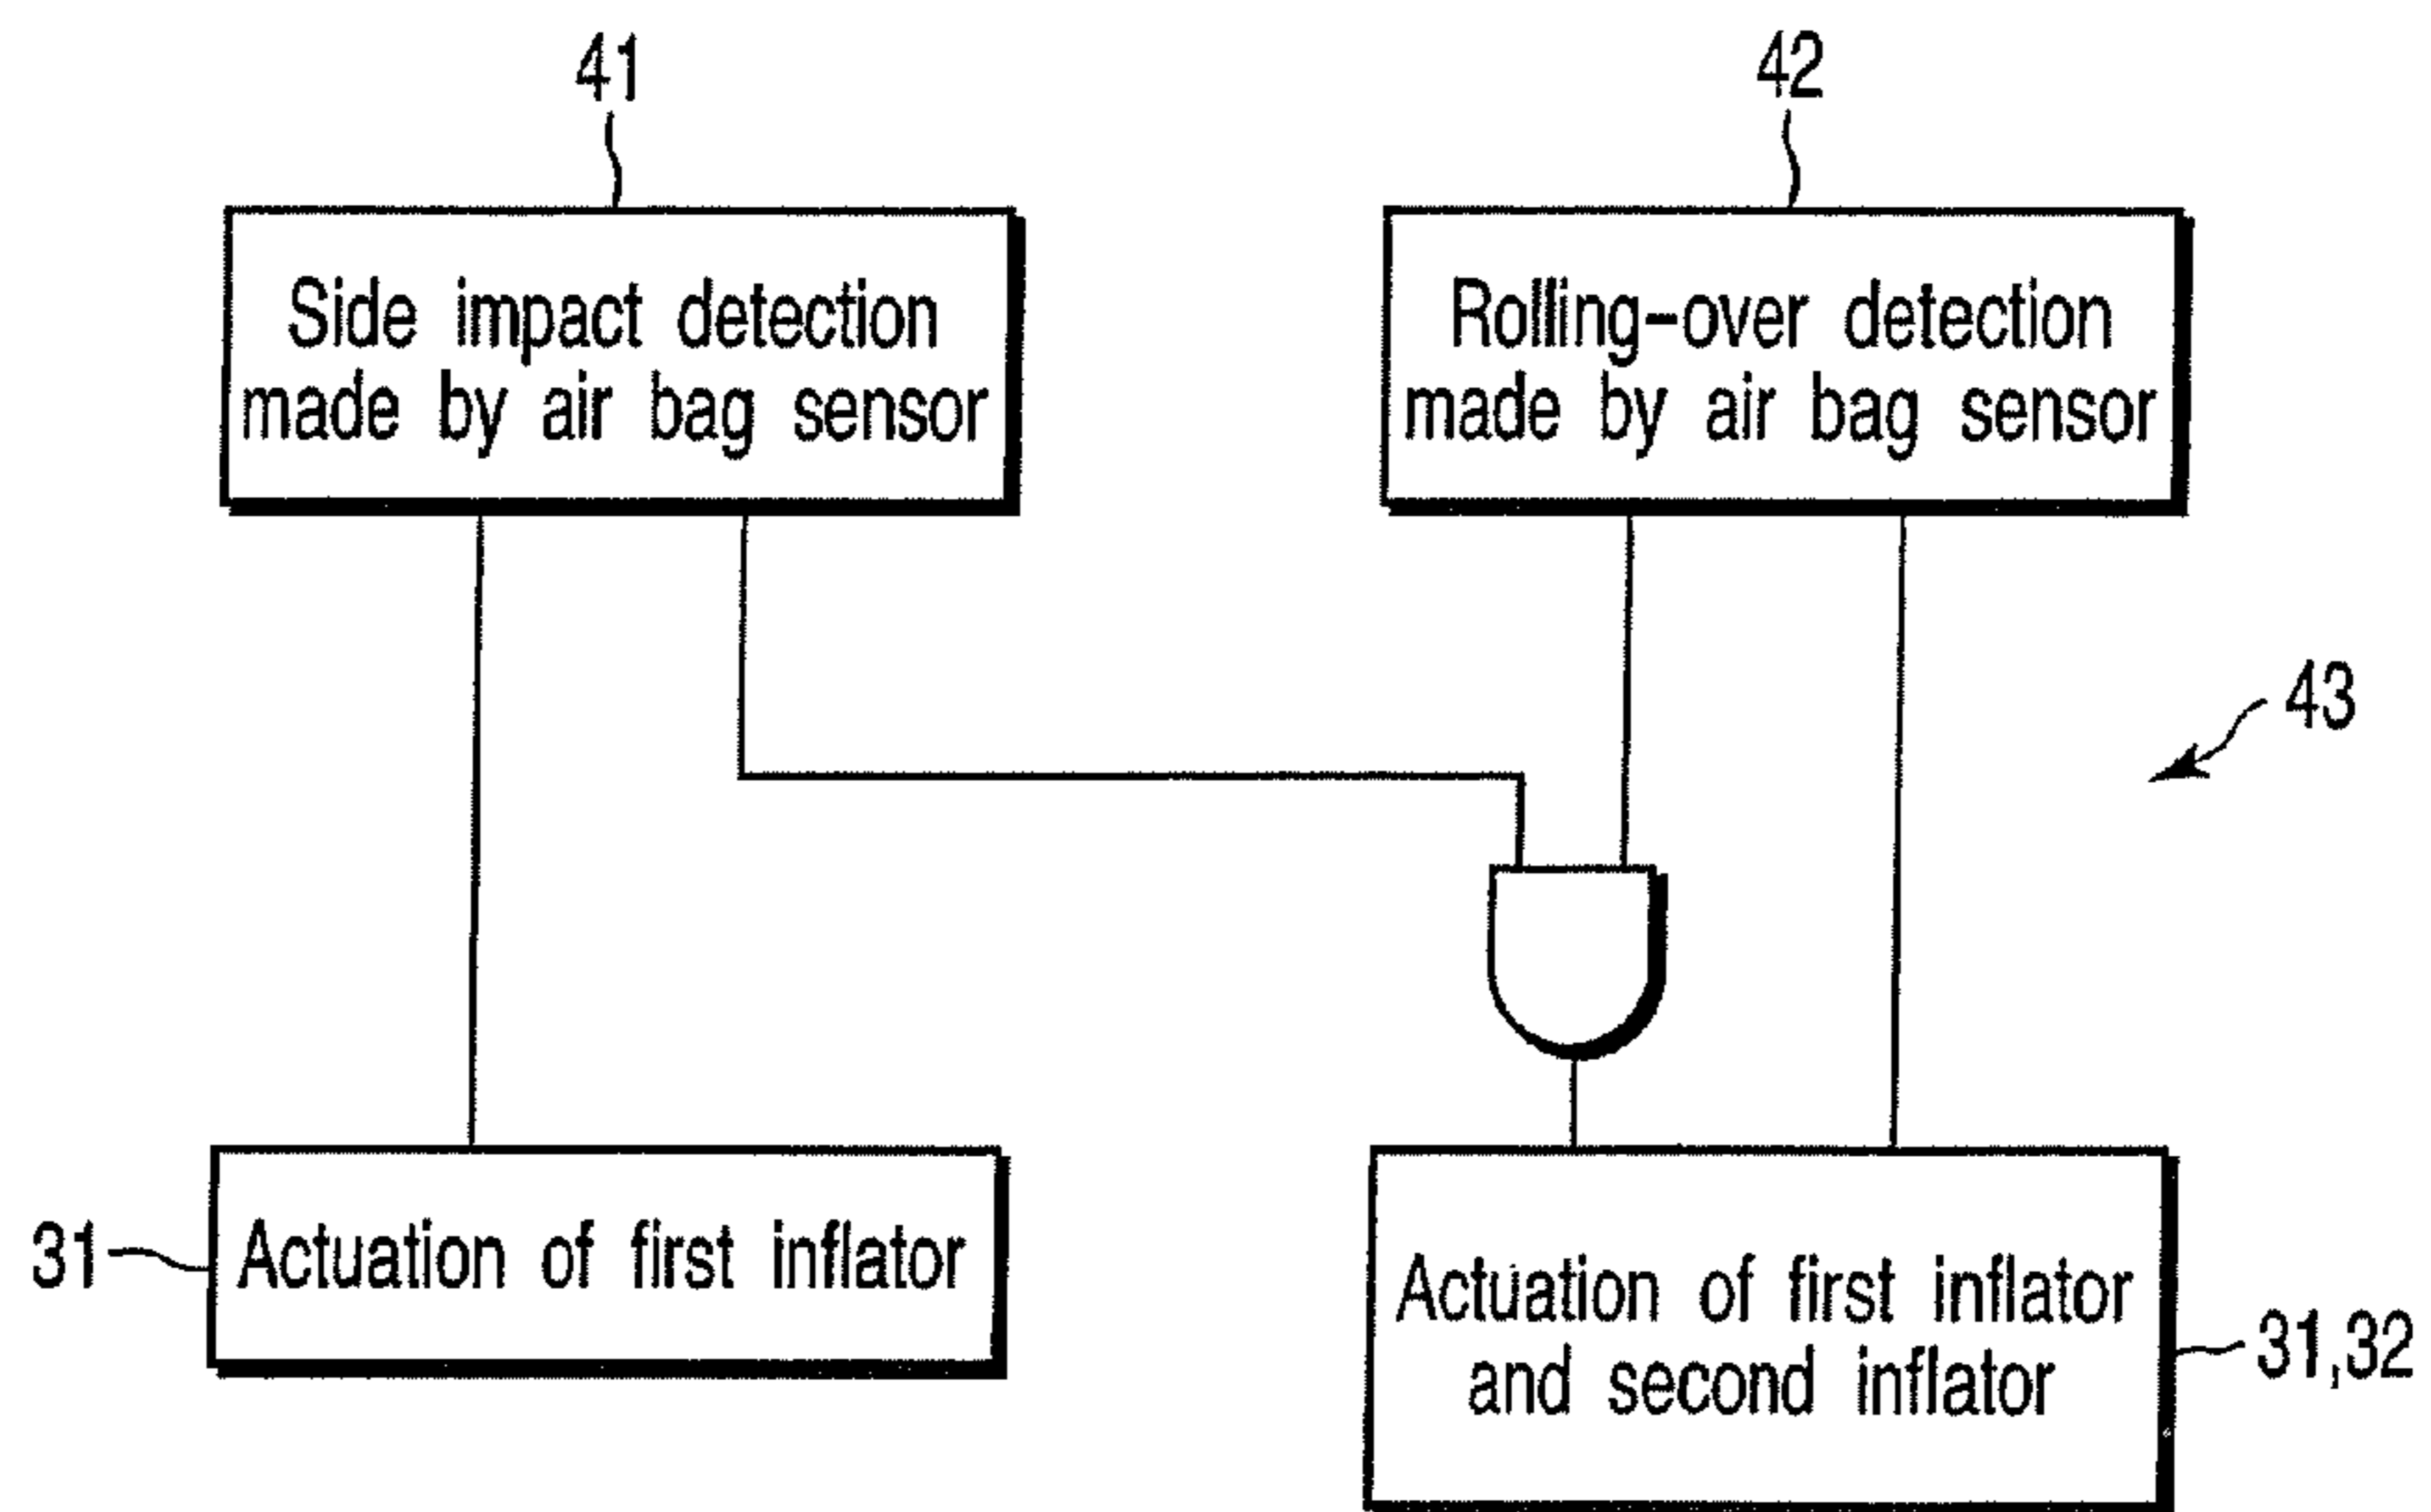 41
42
Side impact detection
made by air bag sensor
Rolling-over detection
made by air bag sensor
43
31
Actuation of first inflator
Actuation of first inflator
and second inflator
31,32